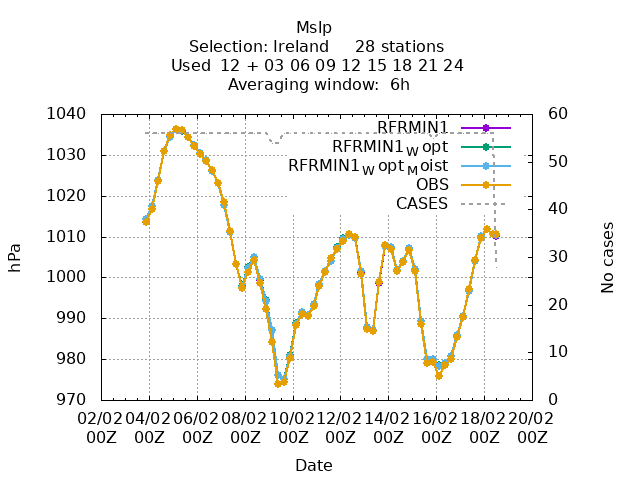 Mslp
Selection: Ireland     28 stations
Used  12 + 03 06 09 12 15 18 21 24
Averaging window:  6h
1040 60
RFRMIN1
RFRMIN1W opt
1030 50
RFRMIN1W optM oist
OBS
1020 CASES 40
1010
hPa 1000 30 No cases
990 20
980 10
970 0
02/02 04/02 06/02 08/02 10/02 12/02 14/02 16/02 18/02 20/02
00Z 00Z 00Z 00Z 00Z 00Z 00Z 00Z 00Z 00Z
Date